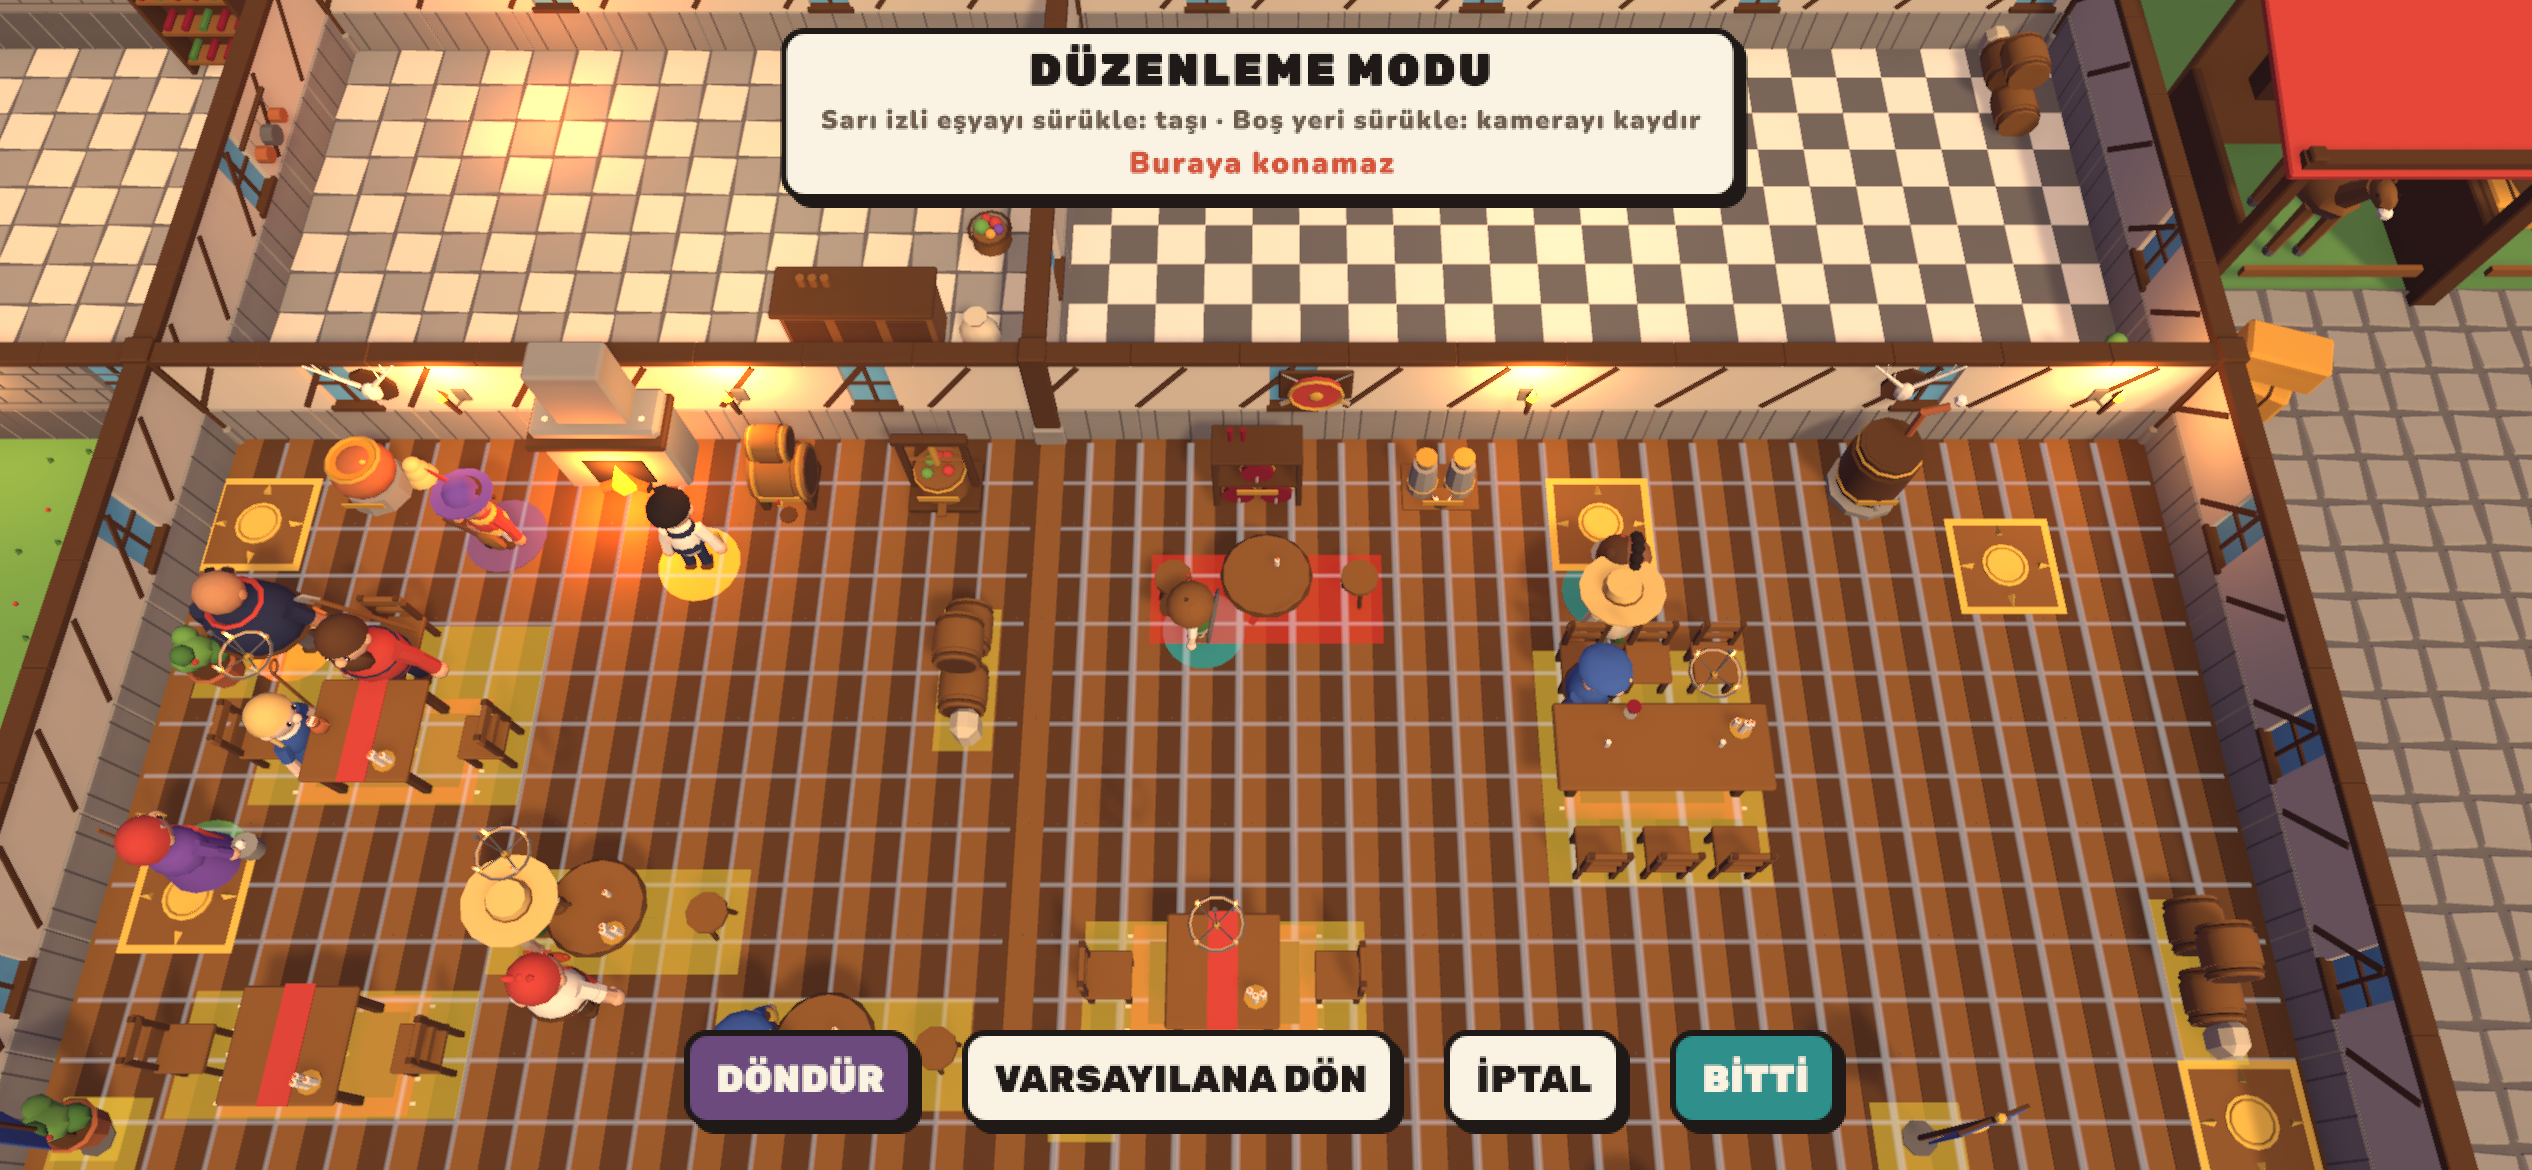 DÜZENLEME MODU
Sarı izli eşyayı sürükle: taşı · Boş yeri sürükle: kamerayı kaydır
Buraya konamaz
DÖNDÜR
VARSAYILANA DÖN
İPTAL
BİTTİ